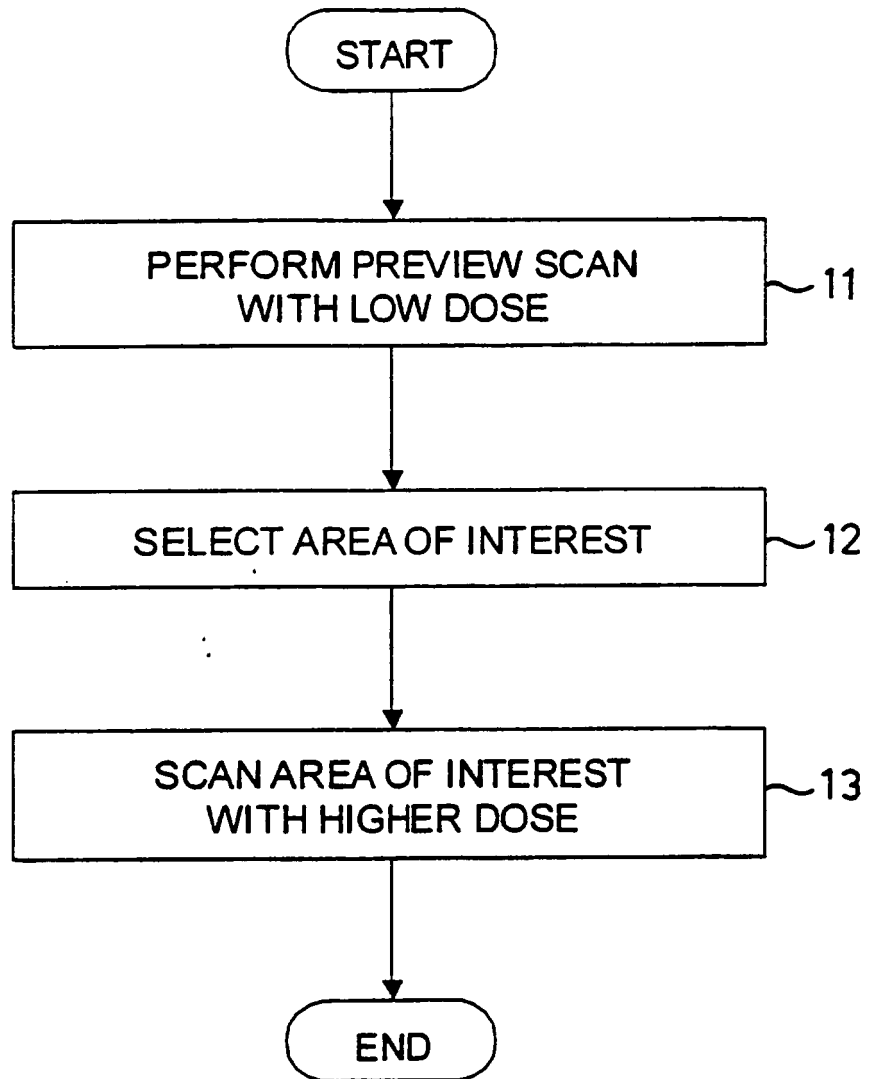 START
PERFORM PREVIEW SCAN
WITH LOW DOSE
11
SELECT AREA OF INTEREST
12
SCAN AREA OF INTEREST
WITH HIGHER DOSE
13
END